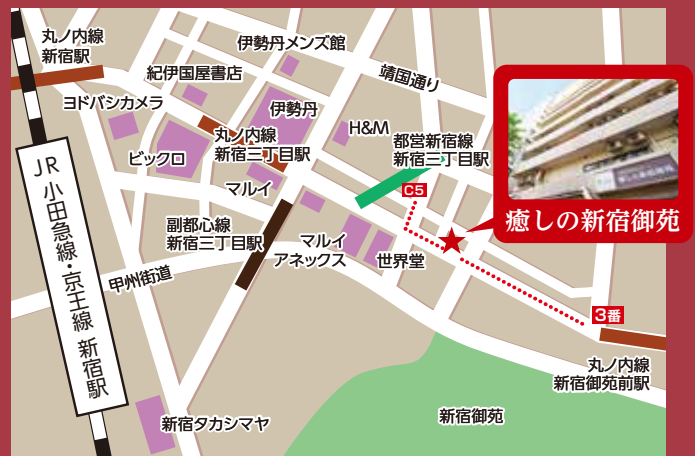 丸ノ内線
新宿駅
伊勢丹メンズ館
靖国通り
紀伊国屋書店
ヨドバシカメラ
伊勢丹
H&M
丸ノ内線
新宿三丁目駅
都営新宿線
新宿三丁目駅
ビックロ
C5
マルイ
癒しの新宿御苑
JR 小田急線・京王線 新宿駅
副都心線
新宿三丁目駅
マルイ
アネックス
世界堂
甲州街道
3番
丸ノ内線
新宿御苑前駅
新宿タカシマヤ
新宿御苑